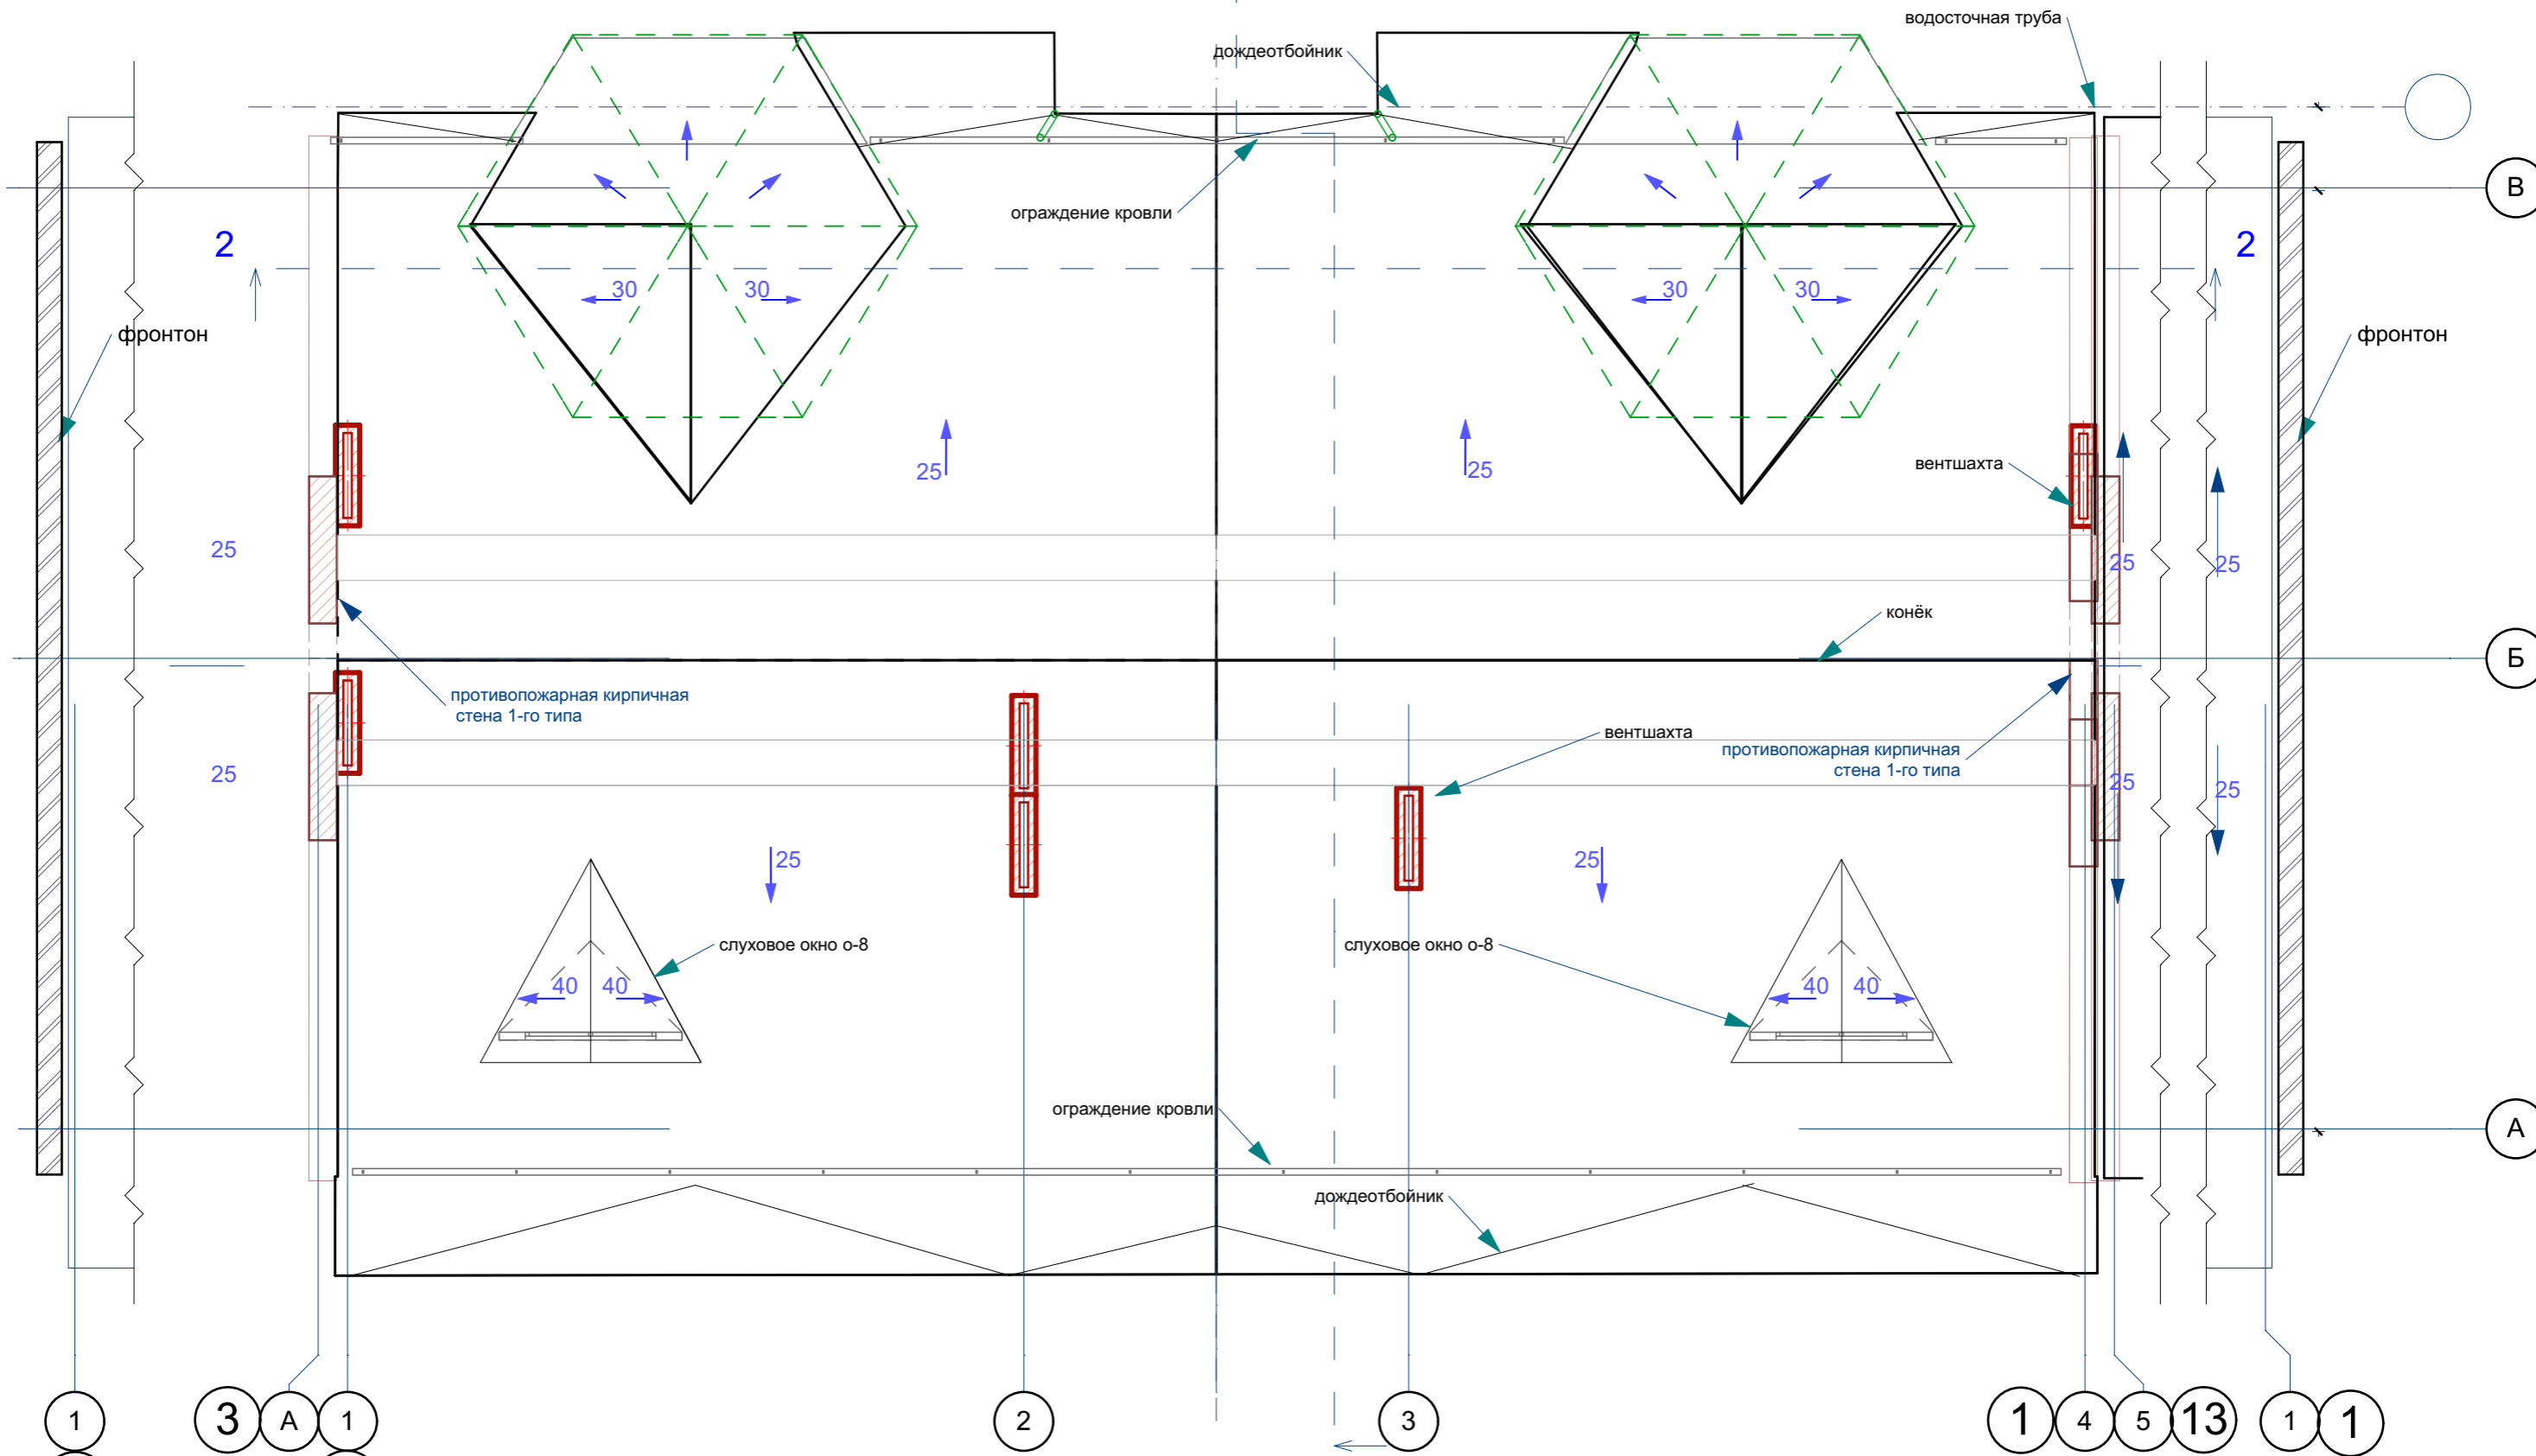 водосточная труба
дождеотбойник
В
ограждение кровли
2
2
30
30
30
30
фронтон
фронтон
25
25
вентшахта
25
25
25
конёк
Б
противопожарная кирпичная
стена 1-го типа
вентшахта
противопожарная кирпичная
стена 1-го типа
25
25
25
25
25
слуховое окно о-8
слуховое окно о-8
40
40
40
40
ограждение кровли
А
дождеотбойник
1
3
А
1
2
3
1
4
5
13
1
1